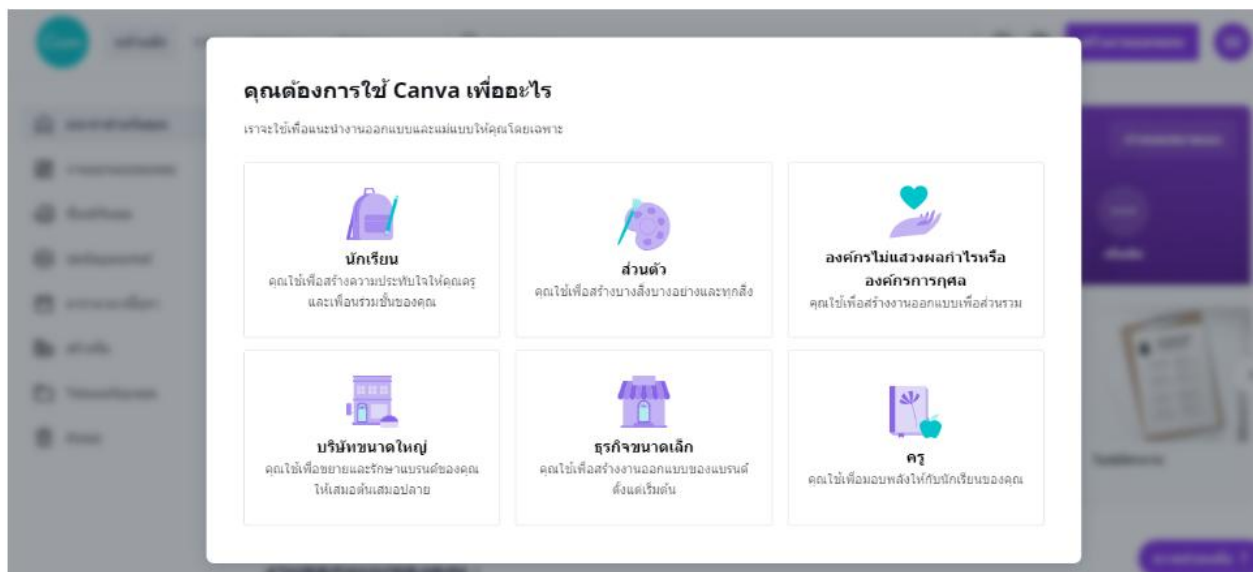 คุณต้องการใช้ Canva เพื่ออะไร
เราจะใช้เพื่อแนะนำงานออกแบบและแม่แบบให้คุณโดยเฉพาะ
นักเรียน
คุณใช้เพื่อสร้างความประทับใจให้คุณครู
และเพื่อนร่วมชั้นของคุณ
ส่วนตัว
คุณใช้เพื่อสร้างบางสิ่งบางอย่างและทุกสิ่ง
องค์กรไม่แสวงผลกำไรหรือ
องค์กรการกุศล
คุณใช้เพื่อสร้างงานออกแบบเพื่อส่วนรวม
บริษัทขนาดใหญ่
คุณใช้เพื่อขยายและรักษาแบรนด์ของคุณ
ให้เสมอต้นเสมอปลาย
ธุรกิจขนาดเล็ก
คุณใช้เพื่อสร้างงานออกแบบของแบรนด์
ตั้งแต่เริ่มต้น
ครู
คุณใช้เพื่อมอบพลังให้กับนักเรียนของคุณ